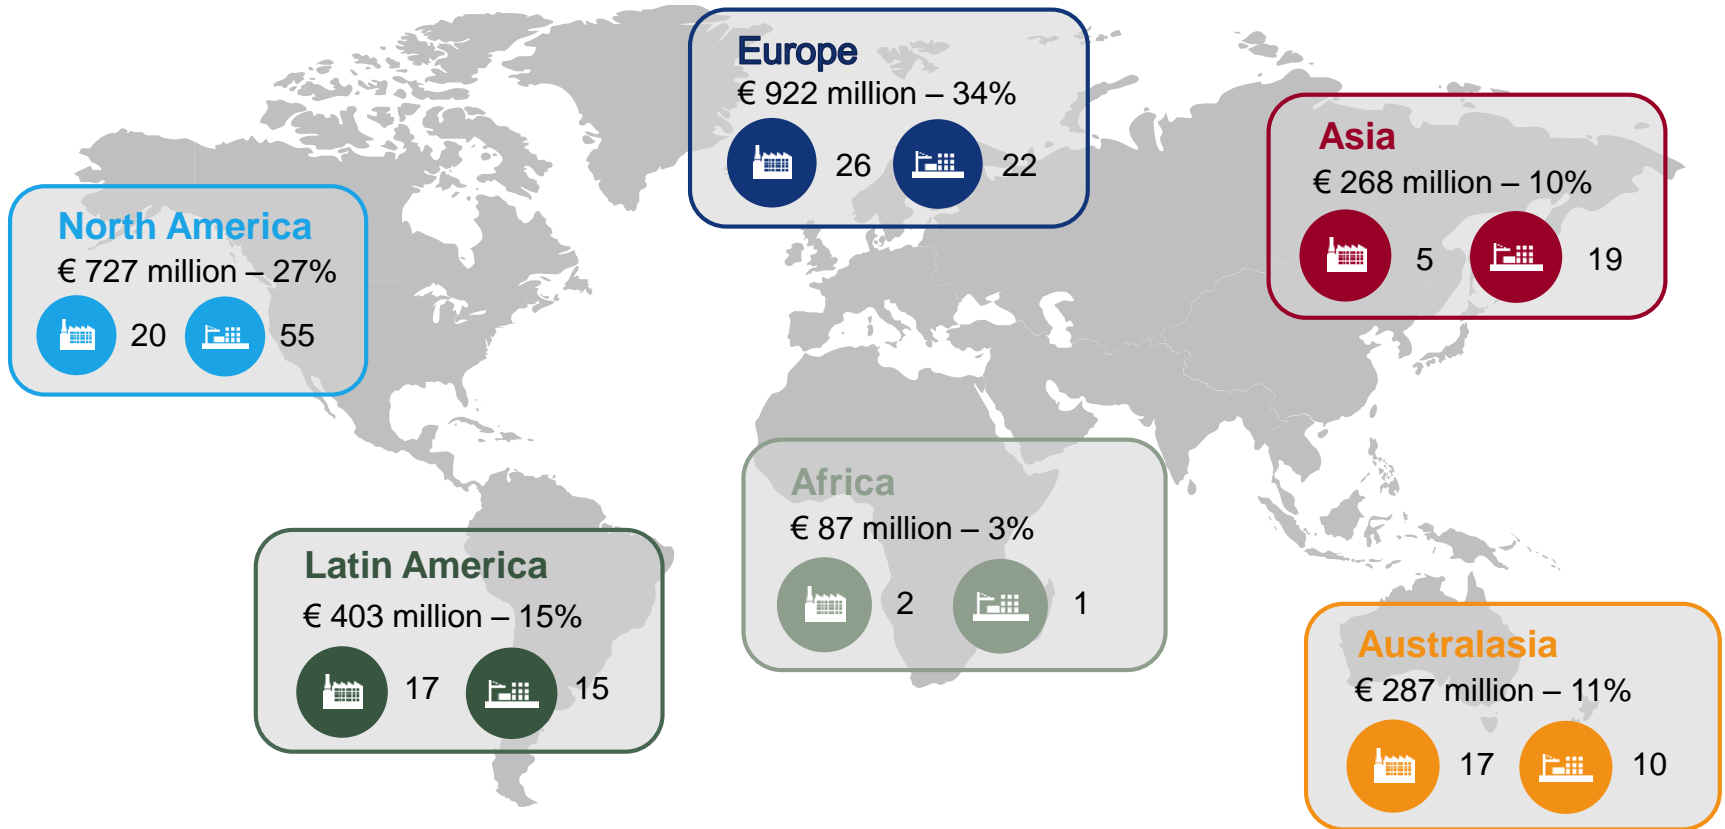 Europe
€ 922 million – 34%
26 22
Asia
€ 268 million – 10%
5 19
North America
€ 727 million – 27%
20 55
Africa
€ 87 million – 3%
2 1
Latin America
€ 403 million – 15%
17 15
Australasia
€ 287 million – 11%
17 10